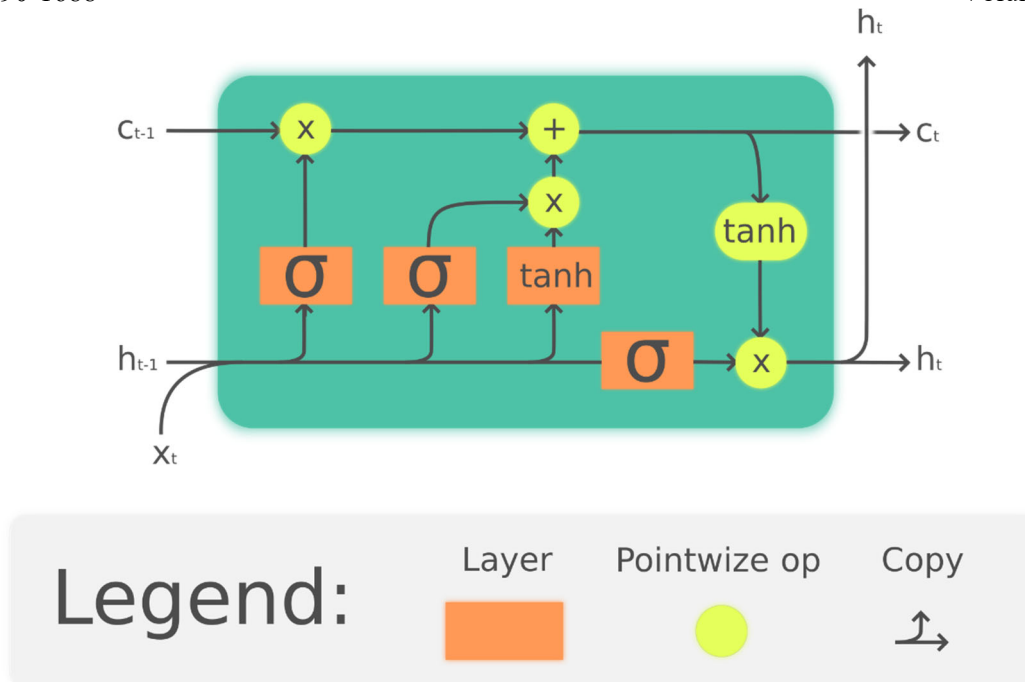 ht
ct-1
x
+
ct
x
tanh
σ
σ
tanh
ht-1
σ
x
ht
xt
Legend:
Layer
Pointwize op
Copy